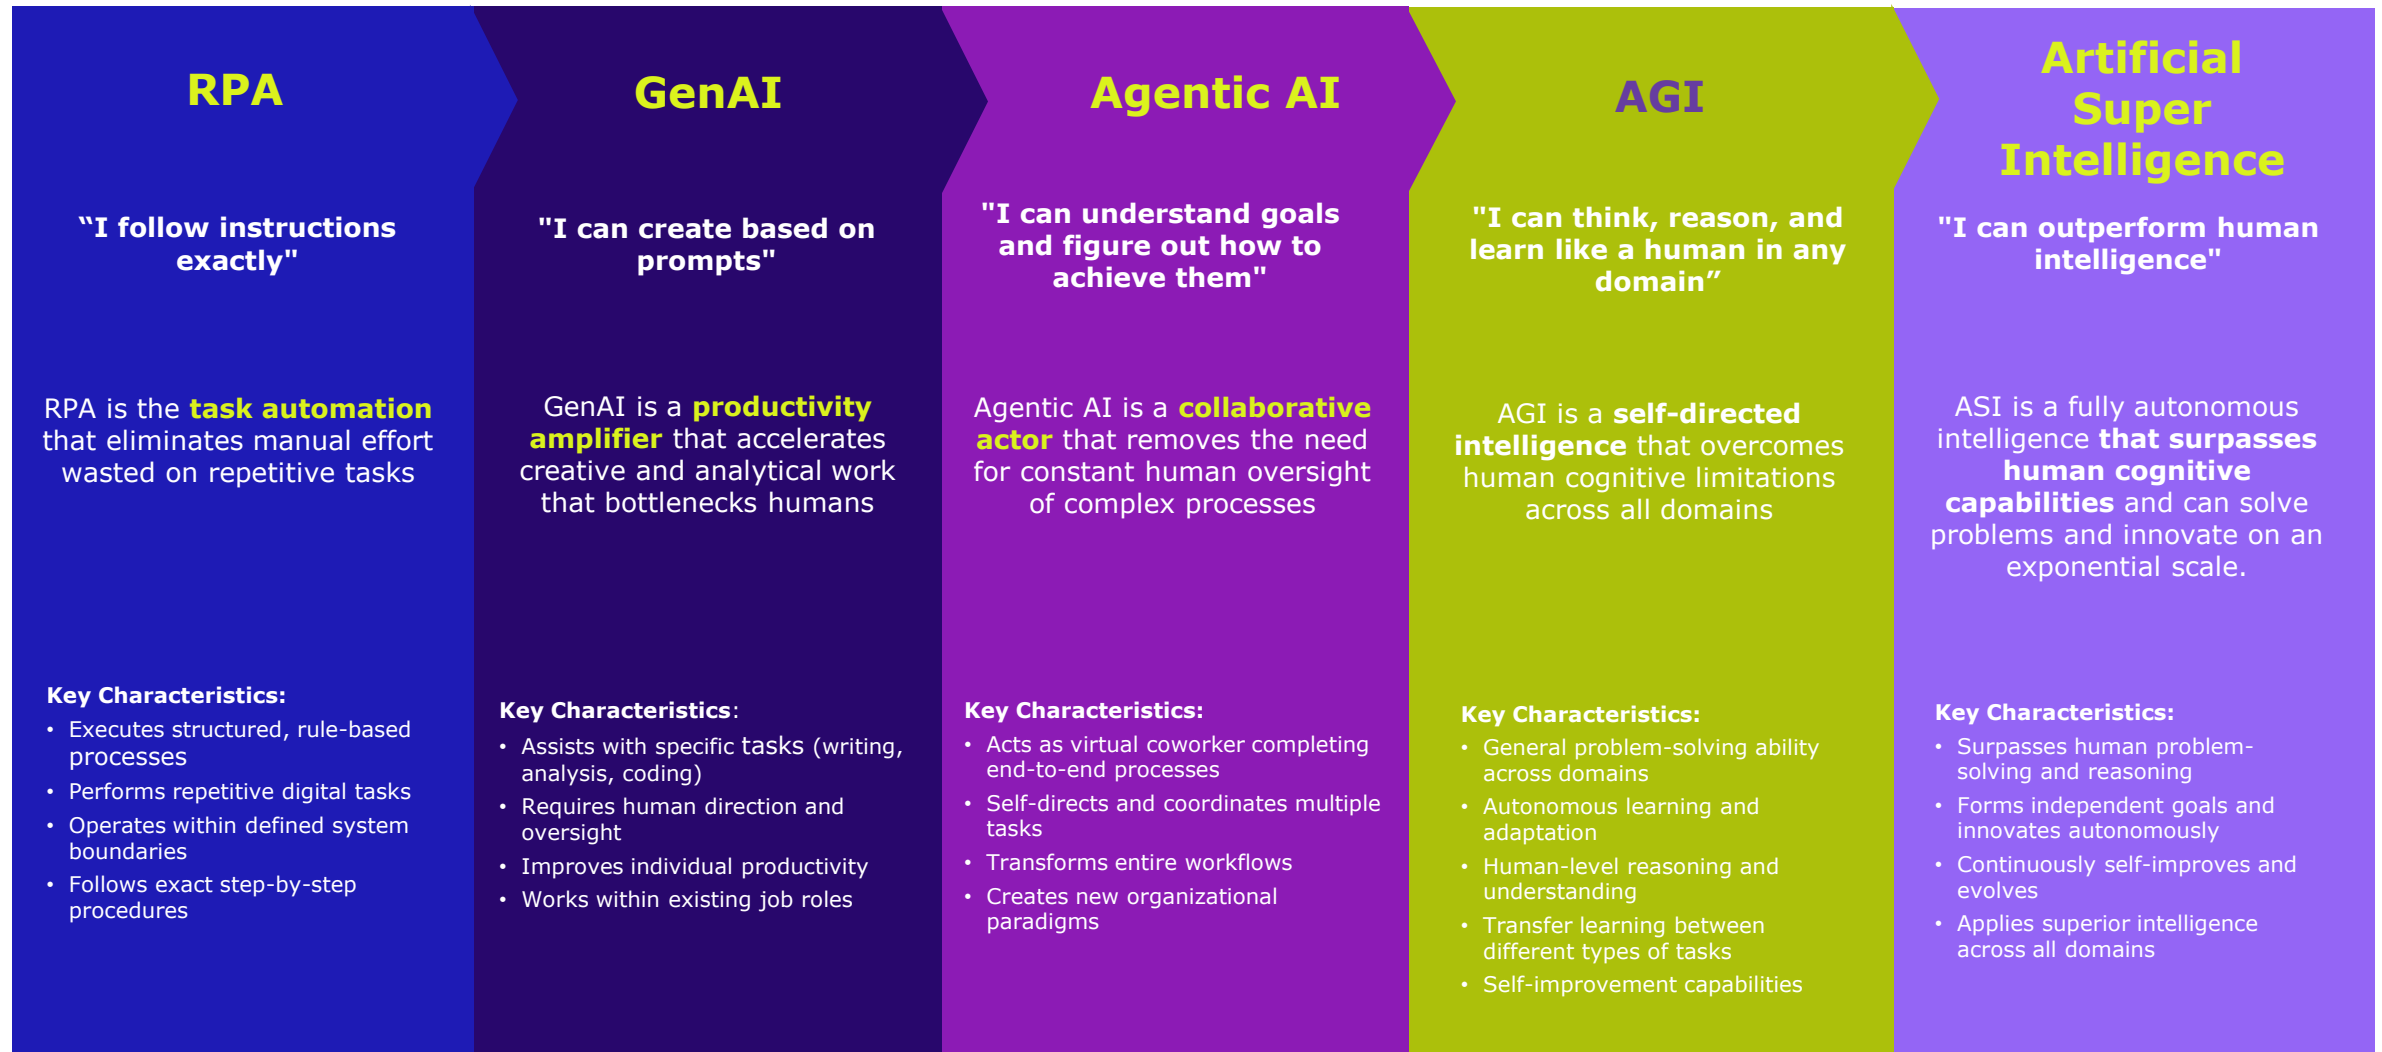 RPA
“I follow instructions
exactly"
RPA is the task automation
that eliminates manual effort
wasted on repetitive tasks
Key Characteristics:
• Executes structured, rule-based
processes
• Performs repetitive digital tasks
• Operates within defined system
boundaries
• Follows exact step-by-step
procedures
GenAI
"I can create based on
prompts"
GenAI is a productivity
amplifier that accelerates
creative and analytical work
that bottlenecks humans
Key Characteristics:
• Assists with specific tasks (writing,
analysis, coding)
• Requires human direction and
oversight
• Improves individual productivity
• Works within existing job roles
Agentic AI
"I can understand goals
and figure out how to
achieve them"
Agentic AI is a collaborative
actor that removes the need
for constant human oversight
of complex processes
Key Characteristics:
• Acts as virtual coworker completing
end-to-end processes
• Self-directs and coordinates multiple
tasks
• Transforms entire workflows
• Creates new organizational
paradigms
AGI
"I can think, reason, and
learn like a human in any
domain”
AGI is a self-directed
intelligence that overcomes
human cognitive limitations
across all domains
Key Characteristics:
• General problem-solving ability
across domains
• Autonomous learning and
adaptation
• Human-level reasoning and
understanding
• Transfer learning between
different types of tasks
• Self-improvement capabilities
Artificial
Super
Intelligence
"I can outperform human
intelligence"
ASI is a fully autonomous
intelligence that surpasses
human cognitive
capabilities and can solve
problems and innovate on an
exponential scale.
Key Characteristics:
• Surpasses human problem-
solving and reasoning
• Forms independent goals and
innovates autonomously
• Continuously self-improves and
evolves
• Applies superior intelligence
across all domains